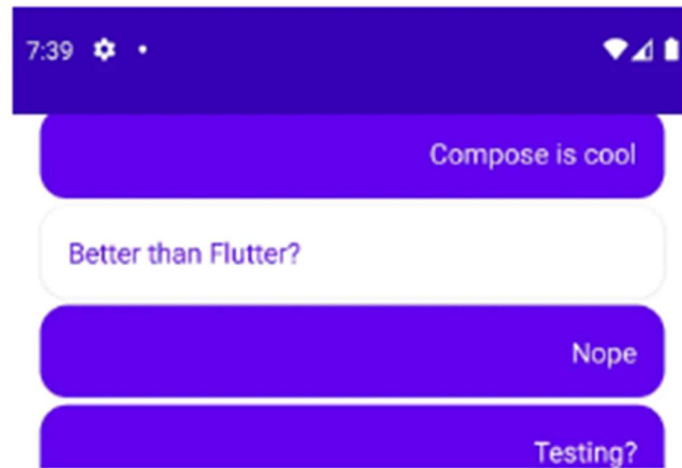 7:39
Compose is cool
Better than Flutter?
Nope
Testing?